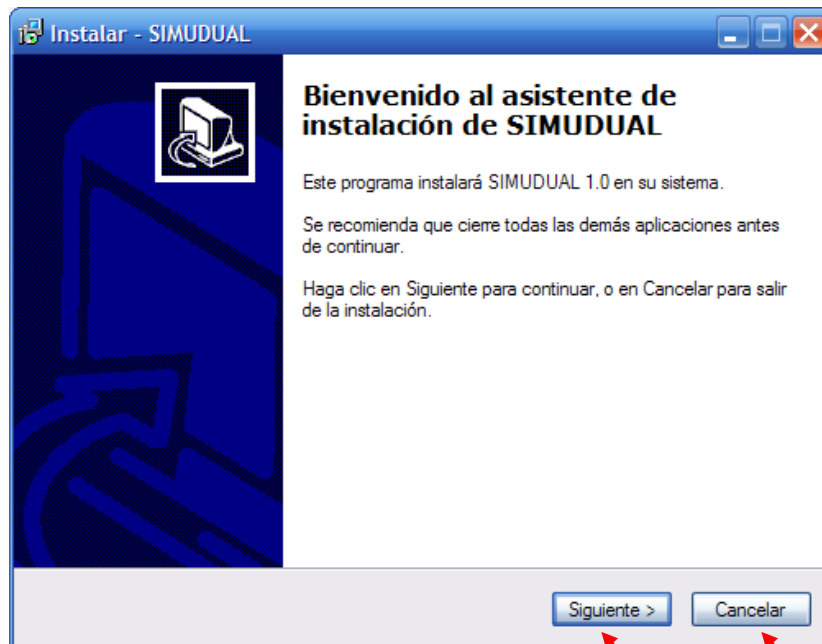 Instalar - SIMUDUAL
Bienvenido al asistente de
instalación de SIMUDUAL
Este programa instalará SIMUDUAL 1.0 en su sistema.
Se recomienda que cierre todas las demás aplicaciones antes
de continuar.
Haga clic en Siguiente para continuar, o en Cancelar para salir
de la instalación.
Siguiente >
Cancelar